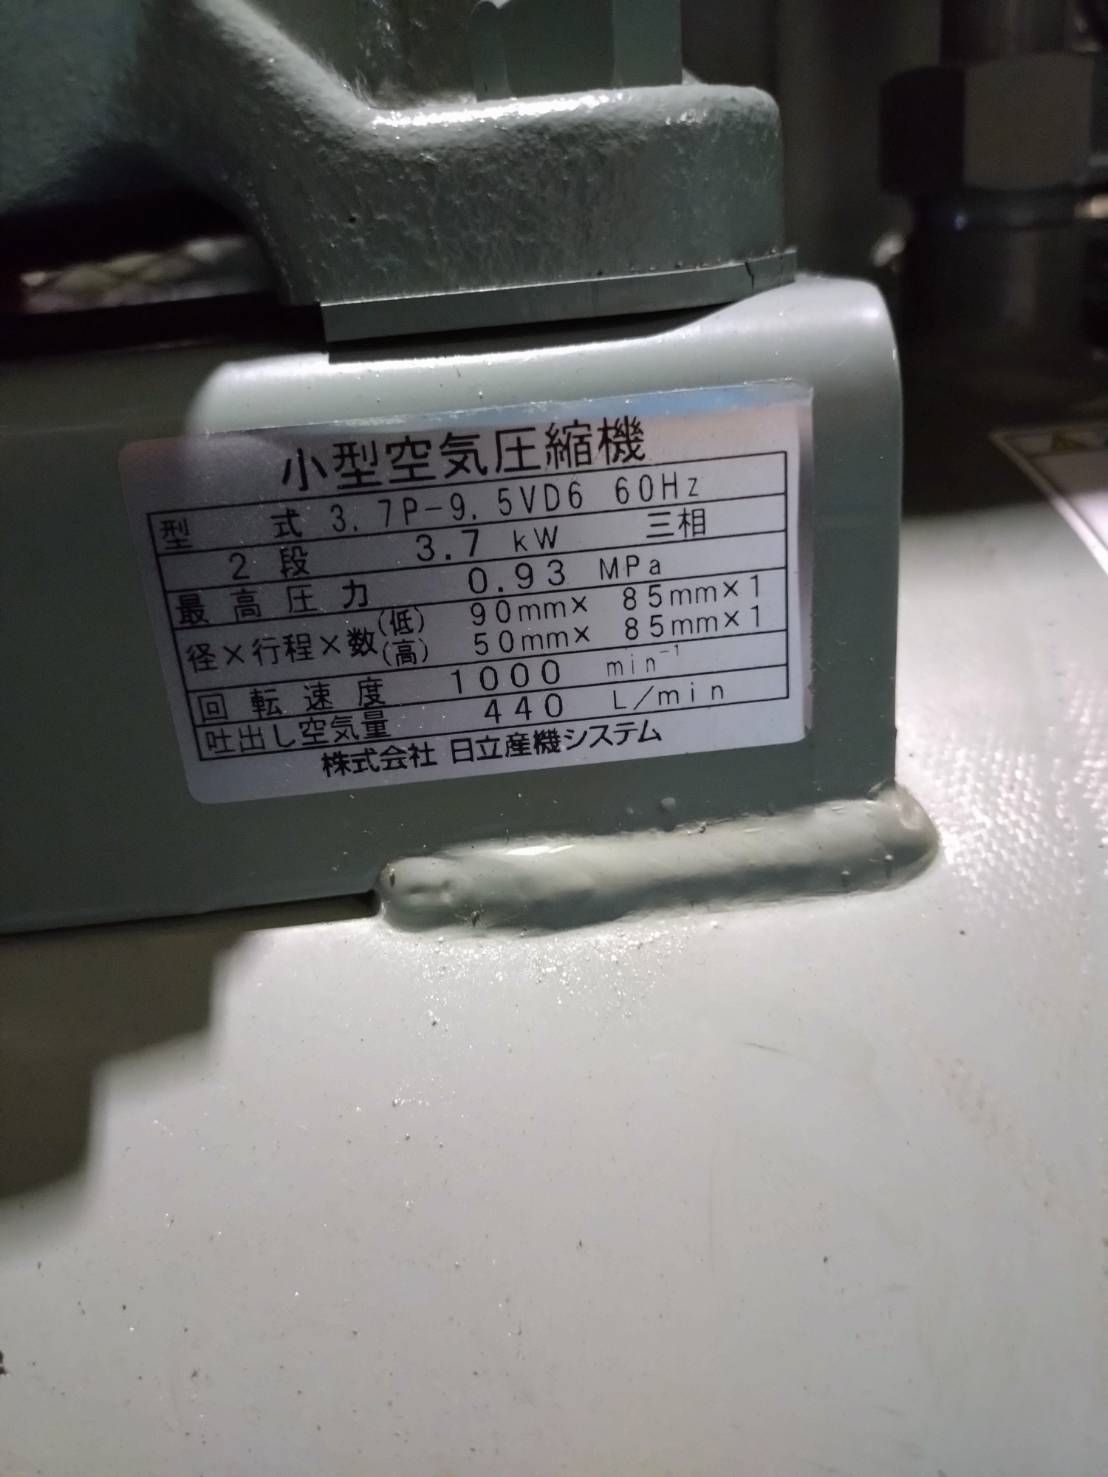 小型空気圧縮機
型式 3.7P-9.5VD6 60Hz
2段 3.7 kW 三相
最高圧力 0.93 MPa
径×行程×数(低) 90mm× 85mm×1
(高) 50mm× 85mm×1
回転速度 1000 min⁻¹
吐出し空気量 440 L/min
株式会社 日立産機システム